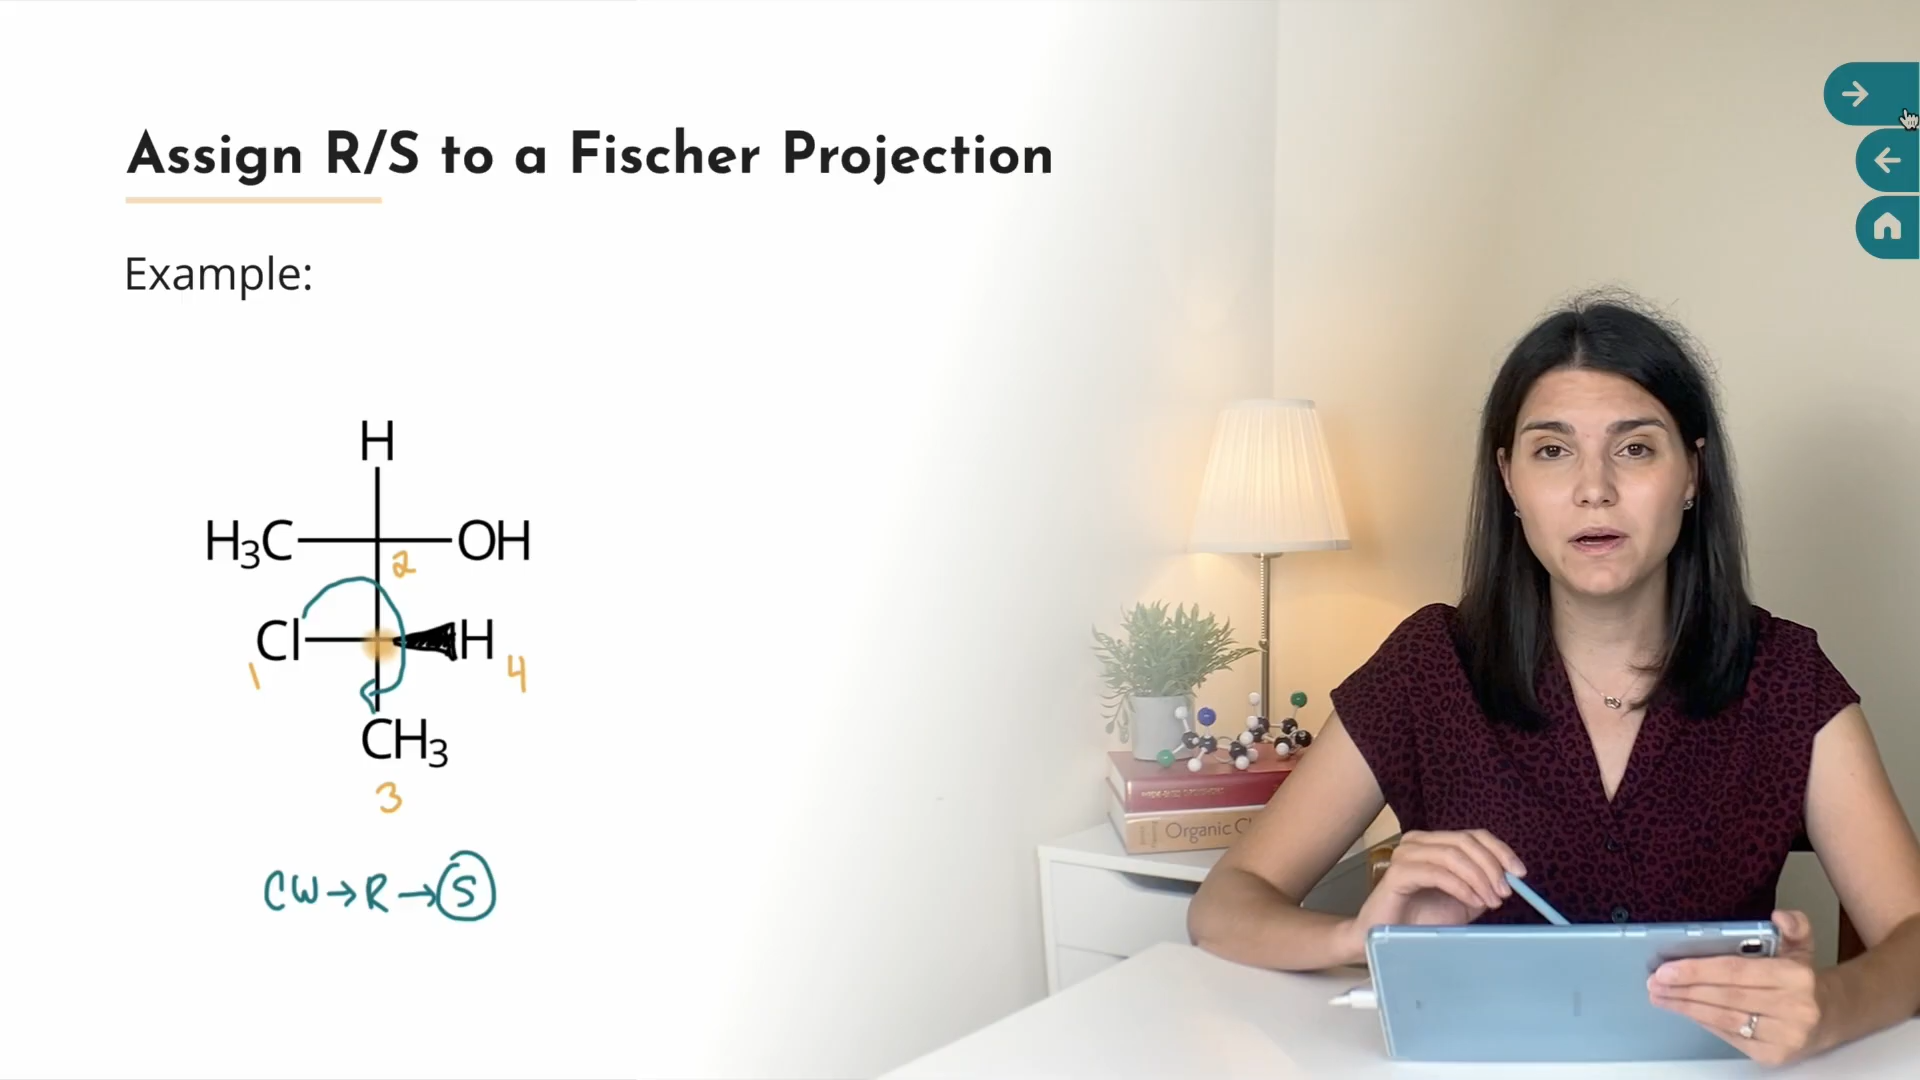 Assign R/S to a Fischer Projection
Example:
H
H₃C OH
2
Cl H
1 4
CH₃
3
CW → R → S
Organic C